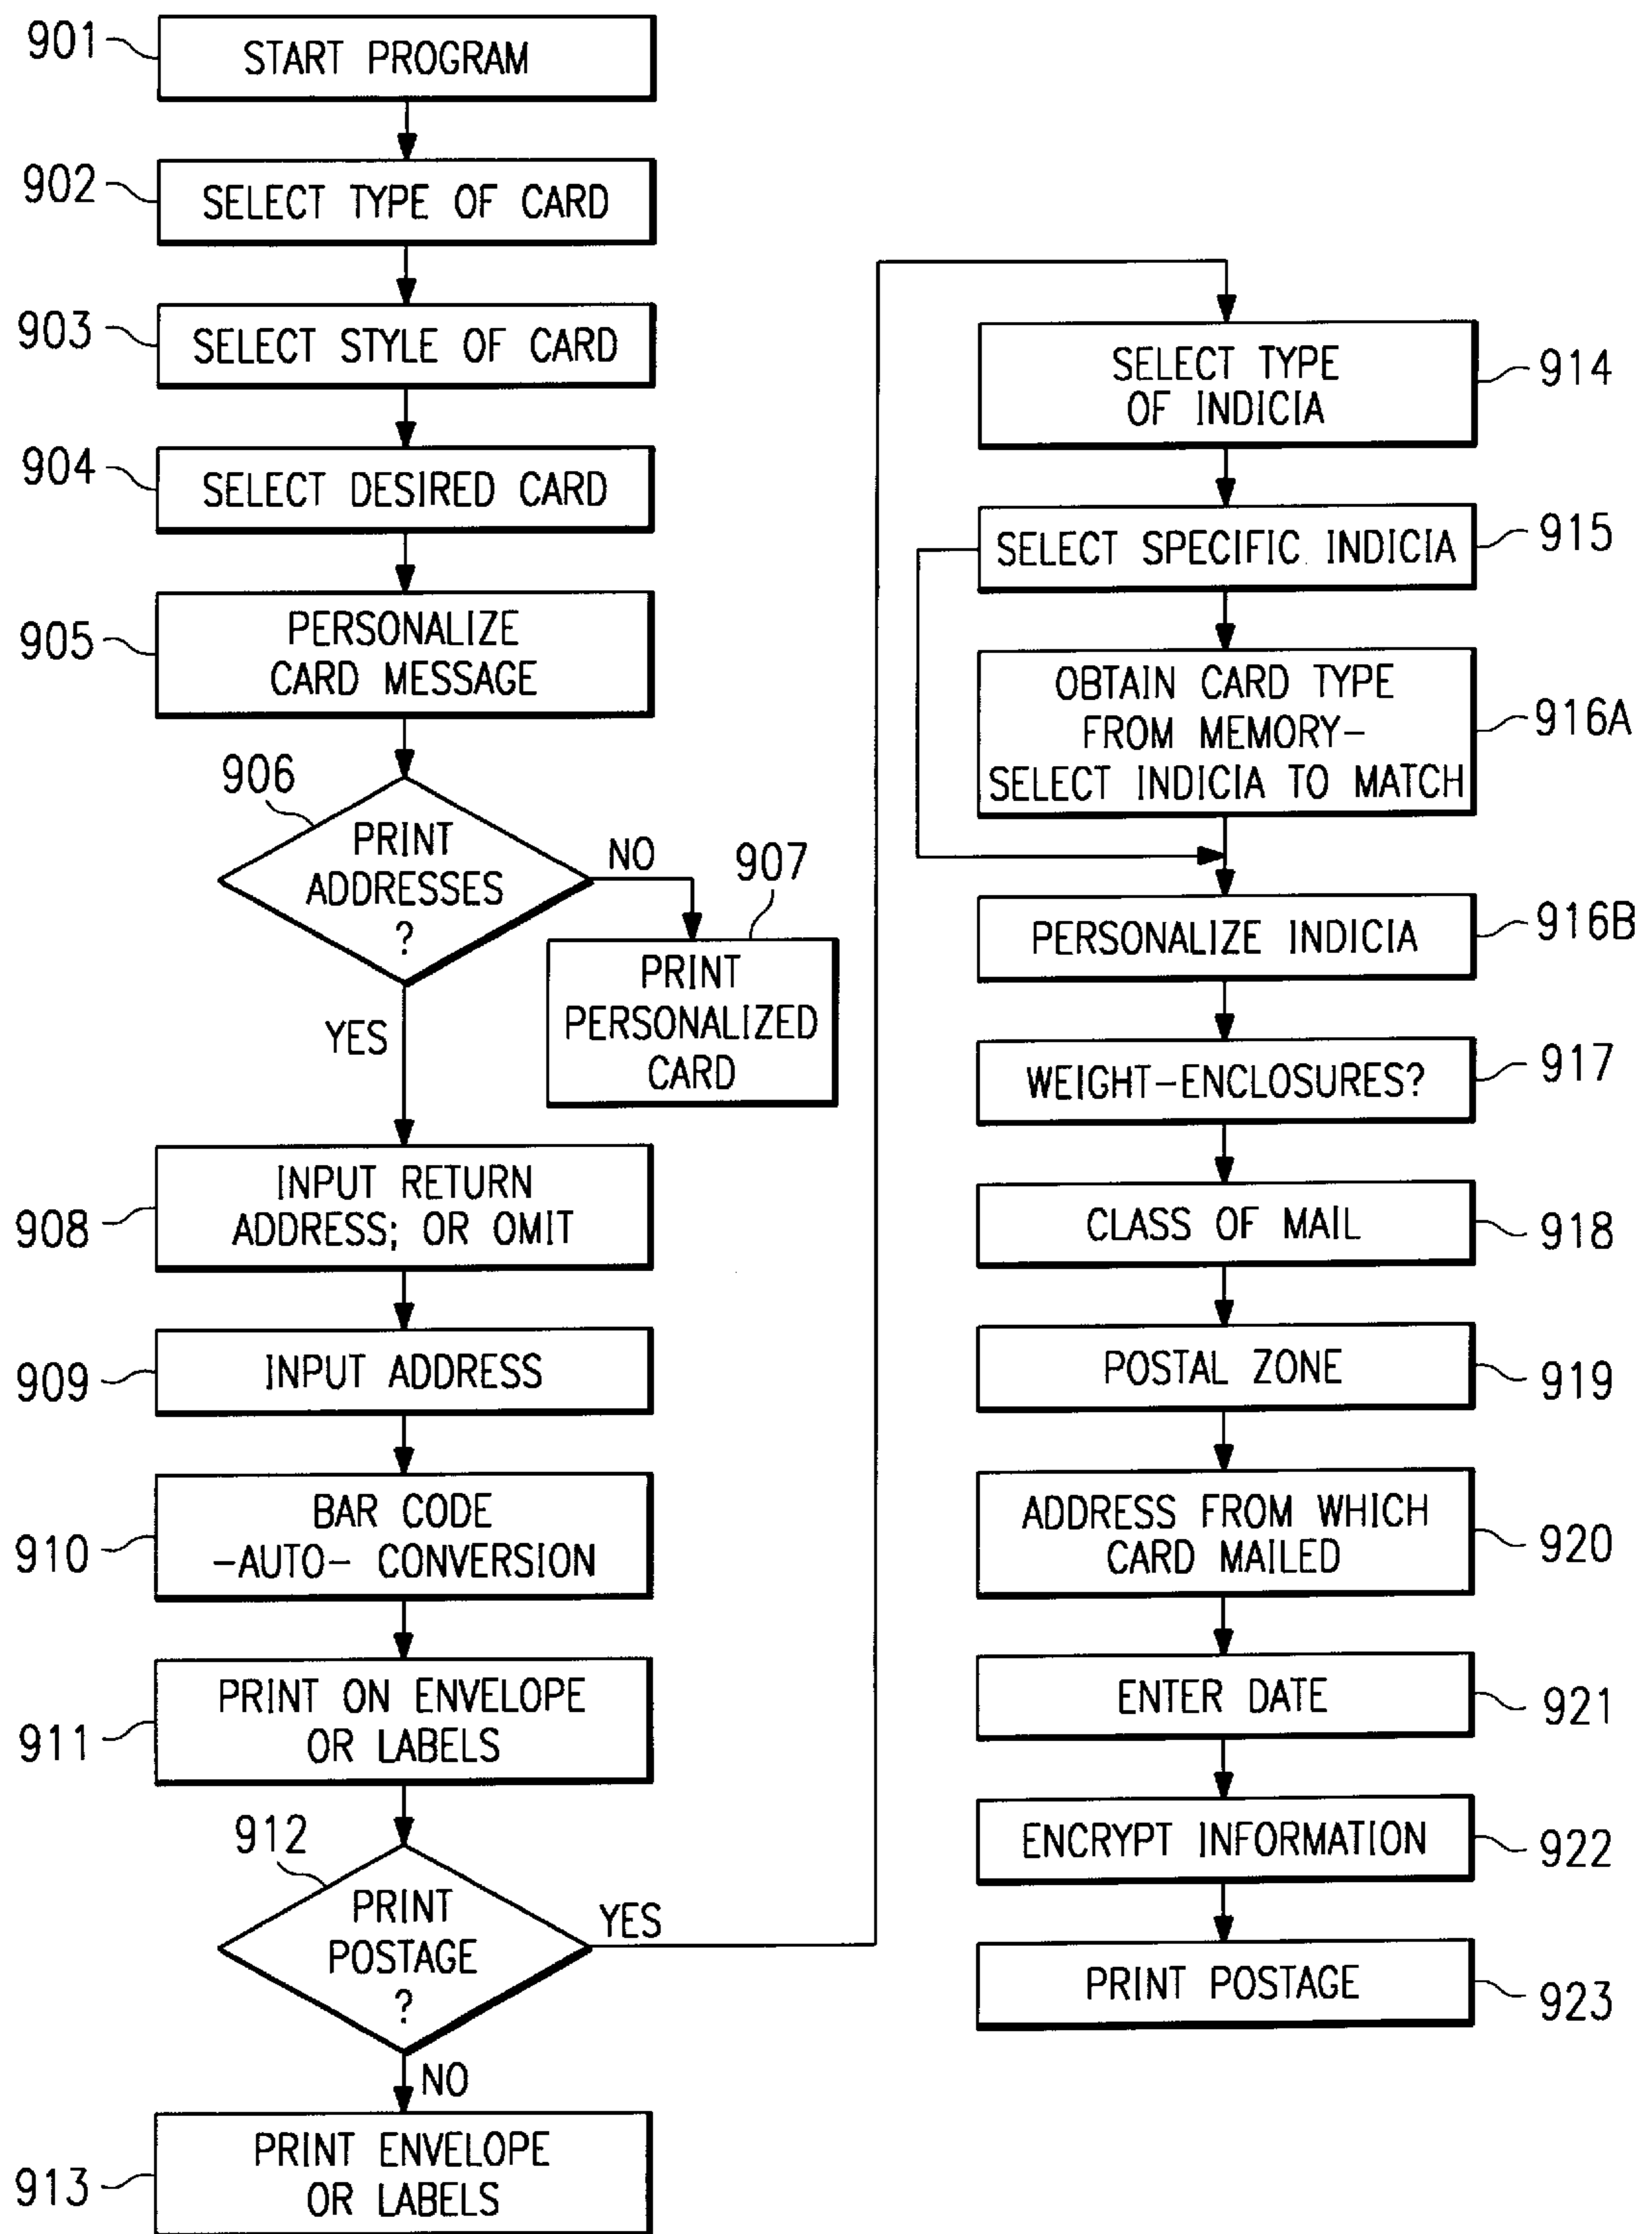 901
START PROGRAM
902
SELECT TYPE OF CARD
903
SELECT STYLE OF CARD
904
SELECT DESIRED CARD
905
PERSONALIZE
CARD MESSAGE
906
PRINT
ADDRESSES
?
NO
907
PRINT
PERSONALIZED
CARD
YES
908
INPUT RETURN
ADDRESS; OR OMIT
909
INPUT ADDRESS
910
BAR CODE
-AUTO- CONVERSION
911
PRINT ON ENVELOPE
OR LABELS
912
PRINT
POSTAGE
?
YES
NO
913
PRINT ENVELOPE
OR LABELS
SELECT TYPE
OF INDICIA
914
SELECT SPECIFIC INDICIA
915
OBTAIN CARD TYPE
FROM MEMORY-
SELECT INDICIA TO MATCH
916A
PERSONALIZE INDICIA
916B
WEIGHT-ENCLOSURES?
917
CLASS OF MAIL
918
POSTAL ZONE
919
ADDRESS FROM WHICH
CARD MAILED
920
ENTER DATE
921
ENCRYPT INFORMATION
922
PRINT POSTAGE
923